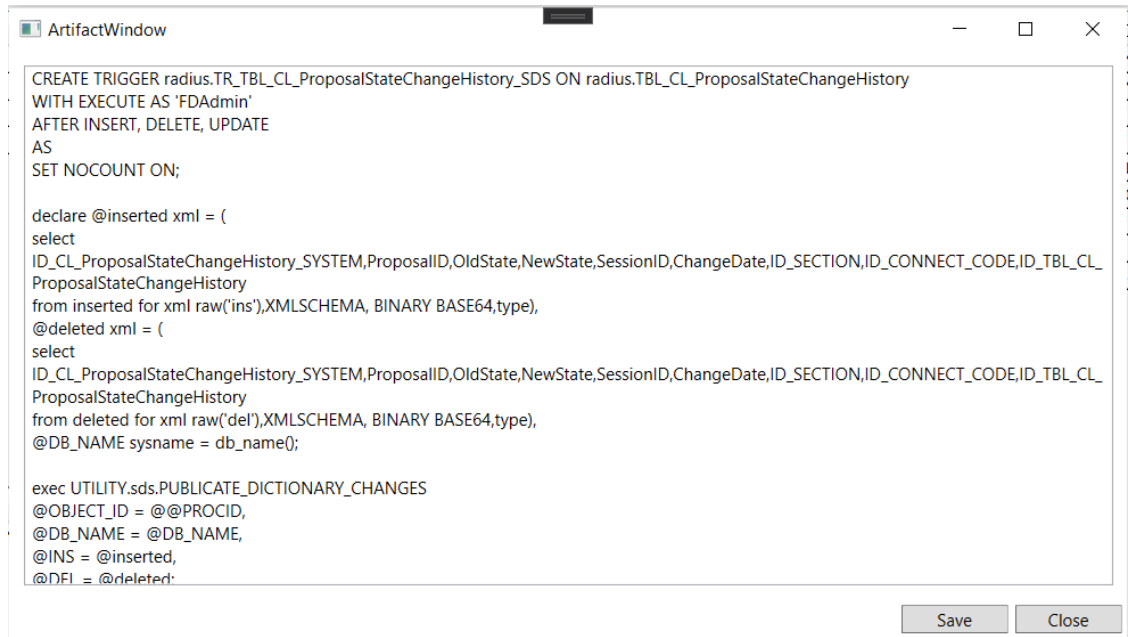 ArtifactWindow
CREATE TRIGGER radius.TR_TBL_CL_ProposalStateChangeHistory_SDS ON radius.TBL_CL_ProposalStateChangeHistory
WITH EXECUTE AS 'FDAdmin'
AFTER INSERT, DELETE, UPDATE
AS
SET NOCOUNT ON;
declare @inserted xml = (
select
ID_CL_ProposalStateChangeHistory_SYSTEM,ProposalID,OldState,NewState,SessionID,ChangeDate,ID_SECTION,ID_CONNECT_CODE,ID_TBL_CL_
ProposalStateChangeHistory
from inserted for xml raw('ins'),XMLSCHEMA, BINARY BASE64,type),
@deleted xml = (
select
ID_CL_ProposalStateChangeHistory_SYSTEM,ProposalID,OldState,NewState,SessionID,ChangeDate,ID_SECTION,ID_CONNECT_CODE,ID_TBL_CL_
ProposalStateChangeHistory
from deleted for xml raw('del'),XMLSCHEMA, BINARY BASE64,type),
@DB_NAME sysname = db_name();
exec UTILITY.sds.PUBLICATE_DICTIONARY_CHANGES
@OBJECT_ID = @@PROCID,
@DB_NAME = @DB_NAME,
@INS = @inserted,
@DEL = @deleted;
Save Close